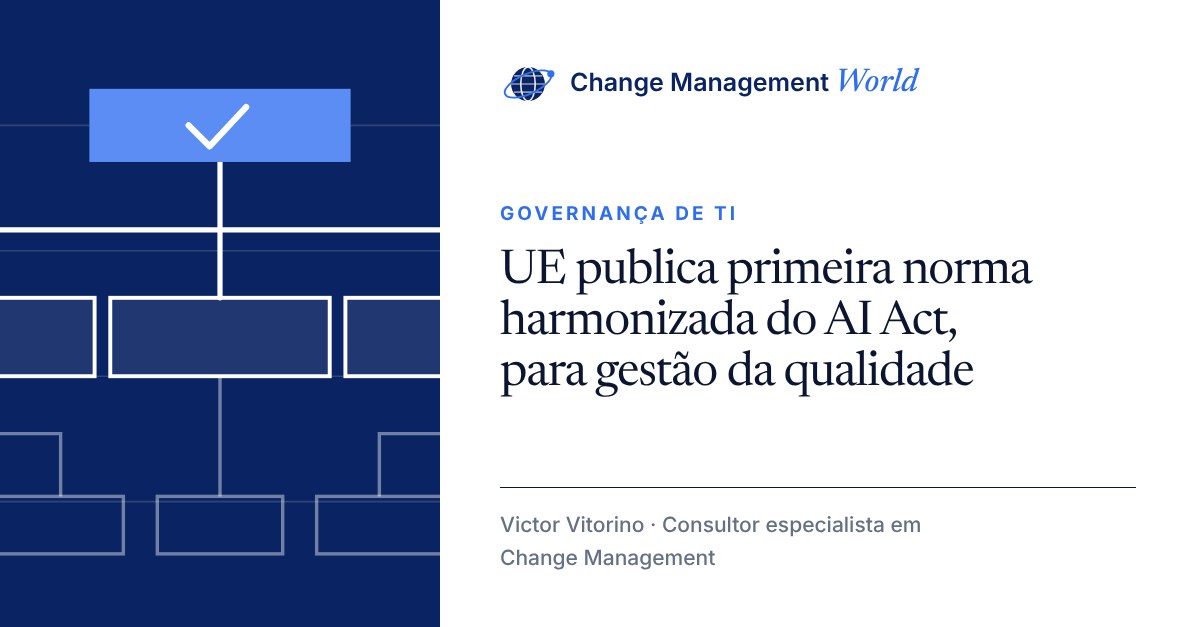 Change Management World
GOVERNANÇA DE TI
UE publica primeira norma
harmonizada do AI Act,
para gestão da qualidade
Victor Vitorino · Consultor especialista em
Change Management